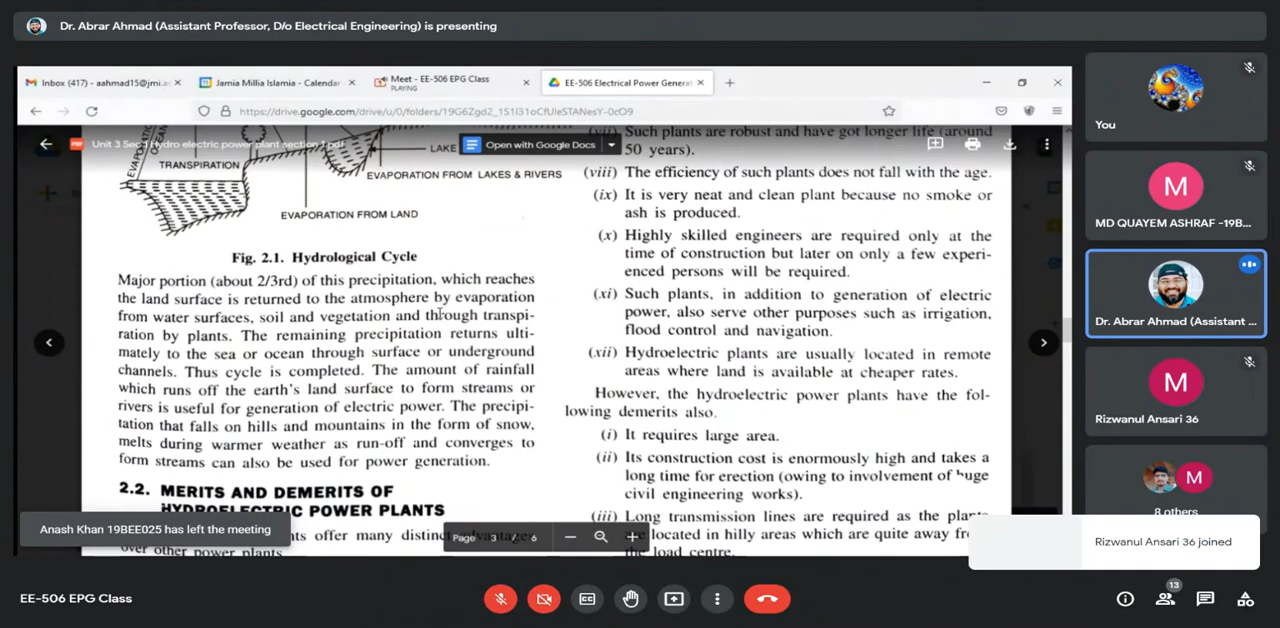 Dr. Abrar Ahmad (Assistant Professor, D/o Electrical Engineering) is presenting
Inbox (417) - aahmad15@jmi.a
Jamia Millia Islamia - Calendar
Meet - EE-506 EPG Class
PLAYING
EE-506 Electrical Power Generat
https://drive.google.com/drive/u/0/folders/19G6Zgd2_151I31oCfUleSTANesY-0cO9
Unit 3 Sec 1 Hydro electric power plant section 1.pdf
Open with Google Docs
EVAPORATIO
OCEAN
TRANSPIRATION
LAKE
EVAPORATION FROM LAKES & RIVERS
EVAPORATION FROM LAND
Fig. 2.1. Hydrological Cycle
Major portion (about 2/3rd) of this precipitation, which reaches
the land surface is returned to the atmosphere by evaporation
from water surfaces, soil and vegetation and through transpi-
ration by plants. The remaining precipitation returns ulti-
mately to the sea or ocean through surface or underground
channels. Thus cycle is completed. The amount of rainfall
which runs off the earth's land surface to form streams or
rivers is useful for generation of electric power. The precipi-
tation that falls on hills and mountains in the form of snow,
melts during warmer weather as run-off and converges to
form streams can also be used for power generation.
2.2. MERITS AND DEMERITS OF
HYDROELECTRIC POWER PLANTS
nts offer many distinct advantages
over other power plants
(vii) Such plants are robust and have got longer life (around
50 years).
(viii) The efficiency of such plants does not fall with the age.
(ix) It is very neat and clean plant because no smoke or
ash is produced.
(x) Highly skilled engineers are required only at the
time of construction but later on only a few experi-
enced persons will be required.
(xi) Such plants, in addition to generation of electric
power, also serve other purposes such as irrigation,
flood control and navigation.
(xii) Hydroelectric plants are usually located in remote
areas where land is available at cheaper rates.
However, the hydroelectric power plants have the fol-
lowing demerits also.
(i) It requires large area.
(ii) Its construction cost is enormously high and takes a
long time for erection (owing to involvement of huge
civil engineering works).
(iii) Long transmission lines are required as the plants
are located in hilly areas which are quite away fr
the load centre.
Page 3 / 6
You
M
MD QUAYEM ASHRAF -19B...
Dr. Abrar Ahmad (Assistant ...
M
Rizwanul Ansari 36
M
8 others
Anash Khan 19BEE025 has left the meeting
Rizwanul Ansari 36 joined
EE-506 EPG Class
CC
13